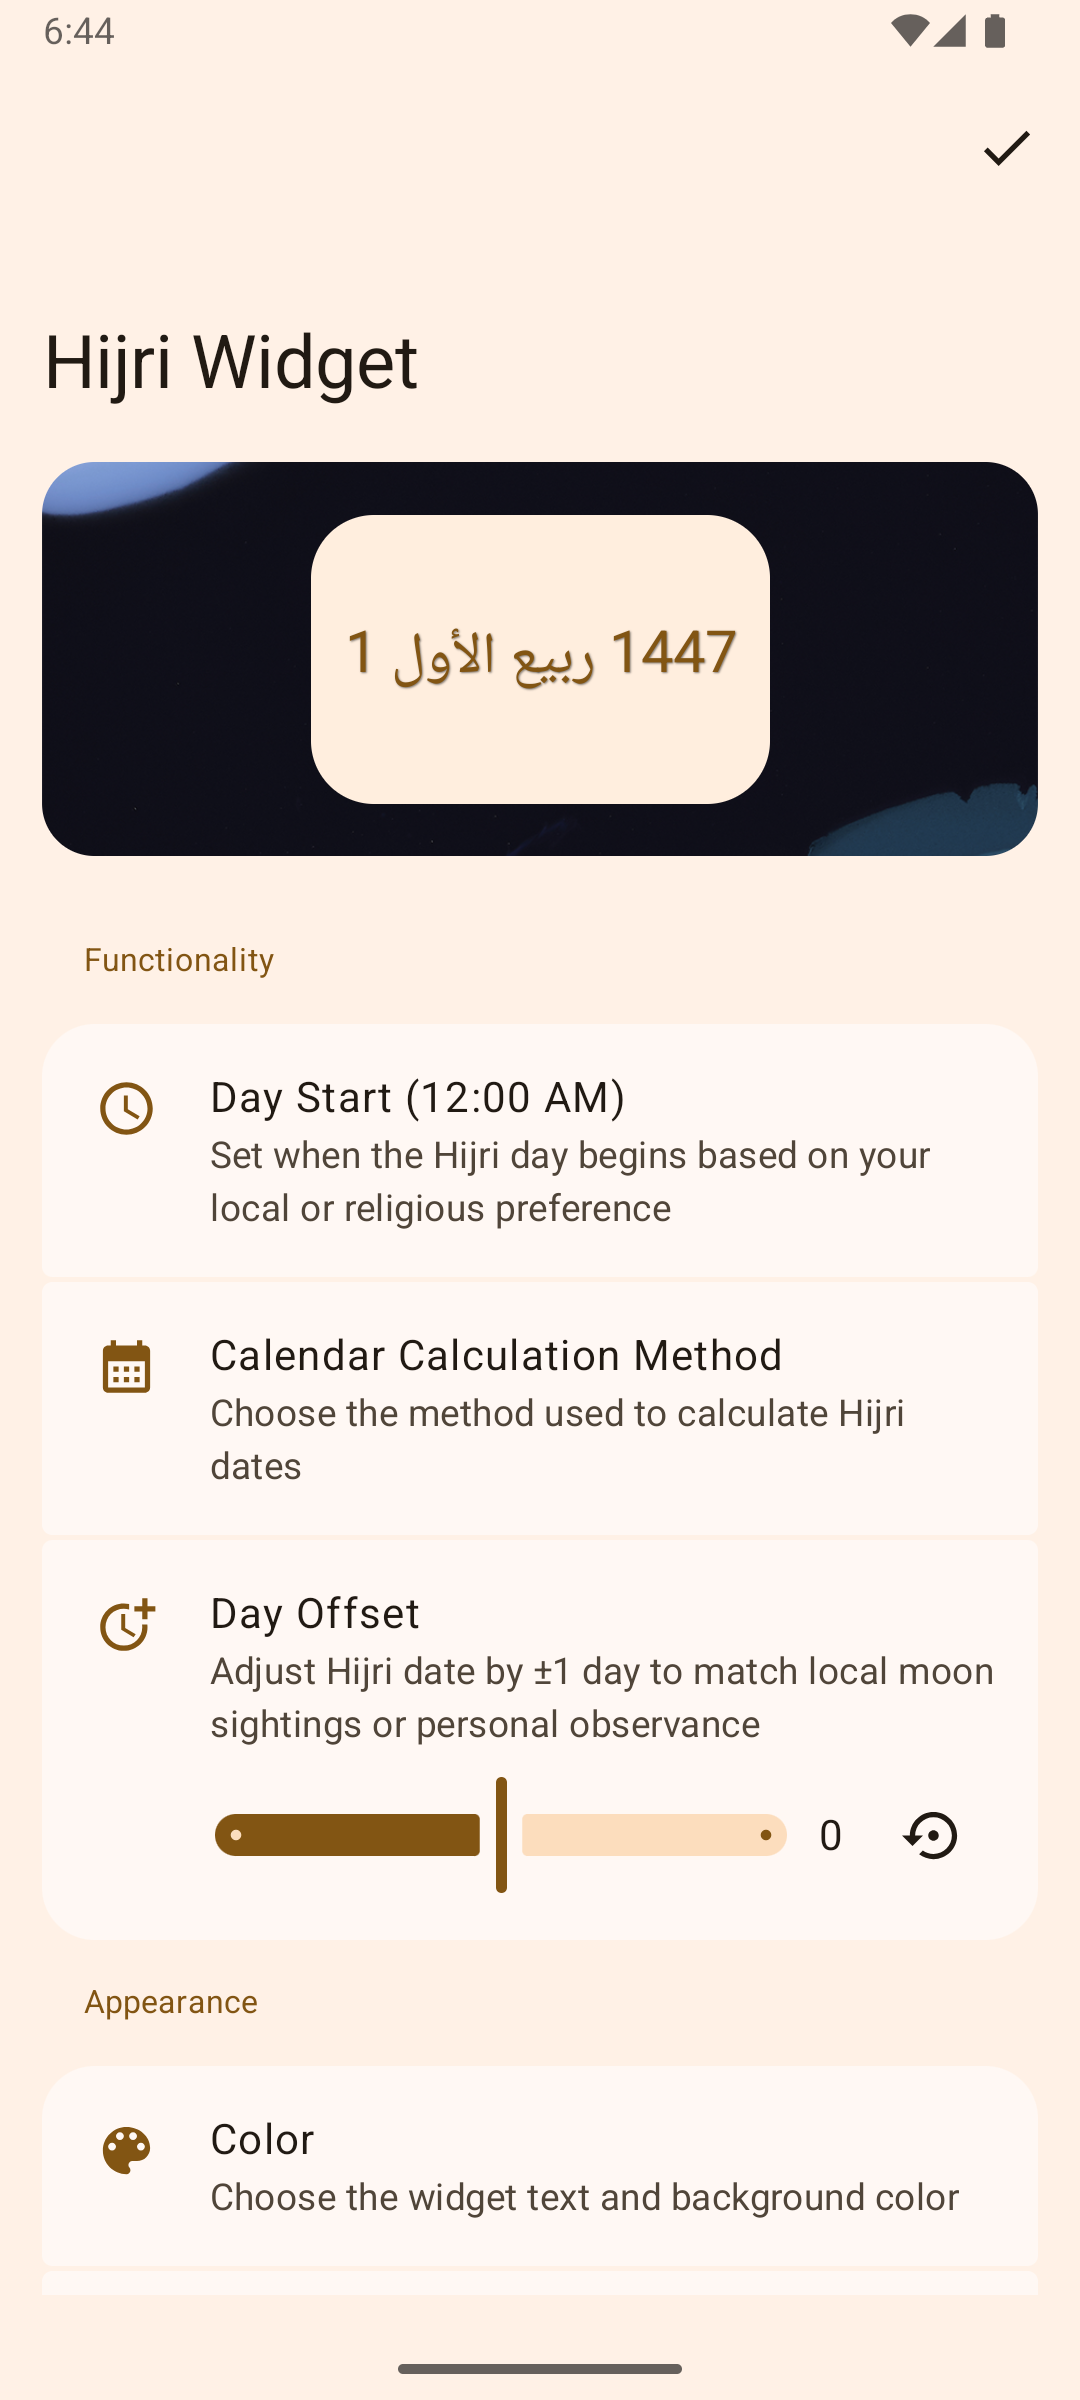 6:44
Hijri Widget
1447 ربيع الأول 1
Functionality
Day Start (12:00 AM)
Set when the Hijri day begins based on your
local or religious preference
Calendar Calculation Method
Choose the method used to calculate Hijri
dates
Day Offset
Adjust Hijri date by ±1 day to match local moon
sightings or personal observance
0
Appearance
Color
Choose the widget text and background color